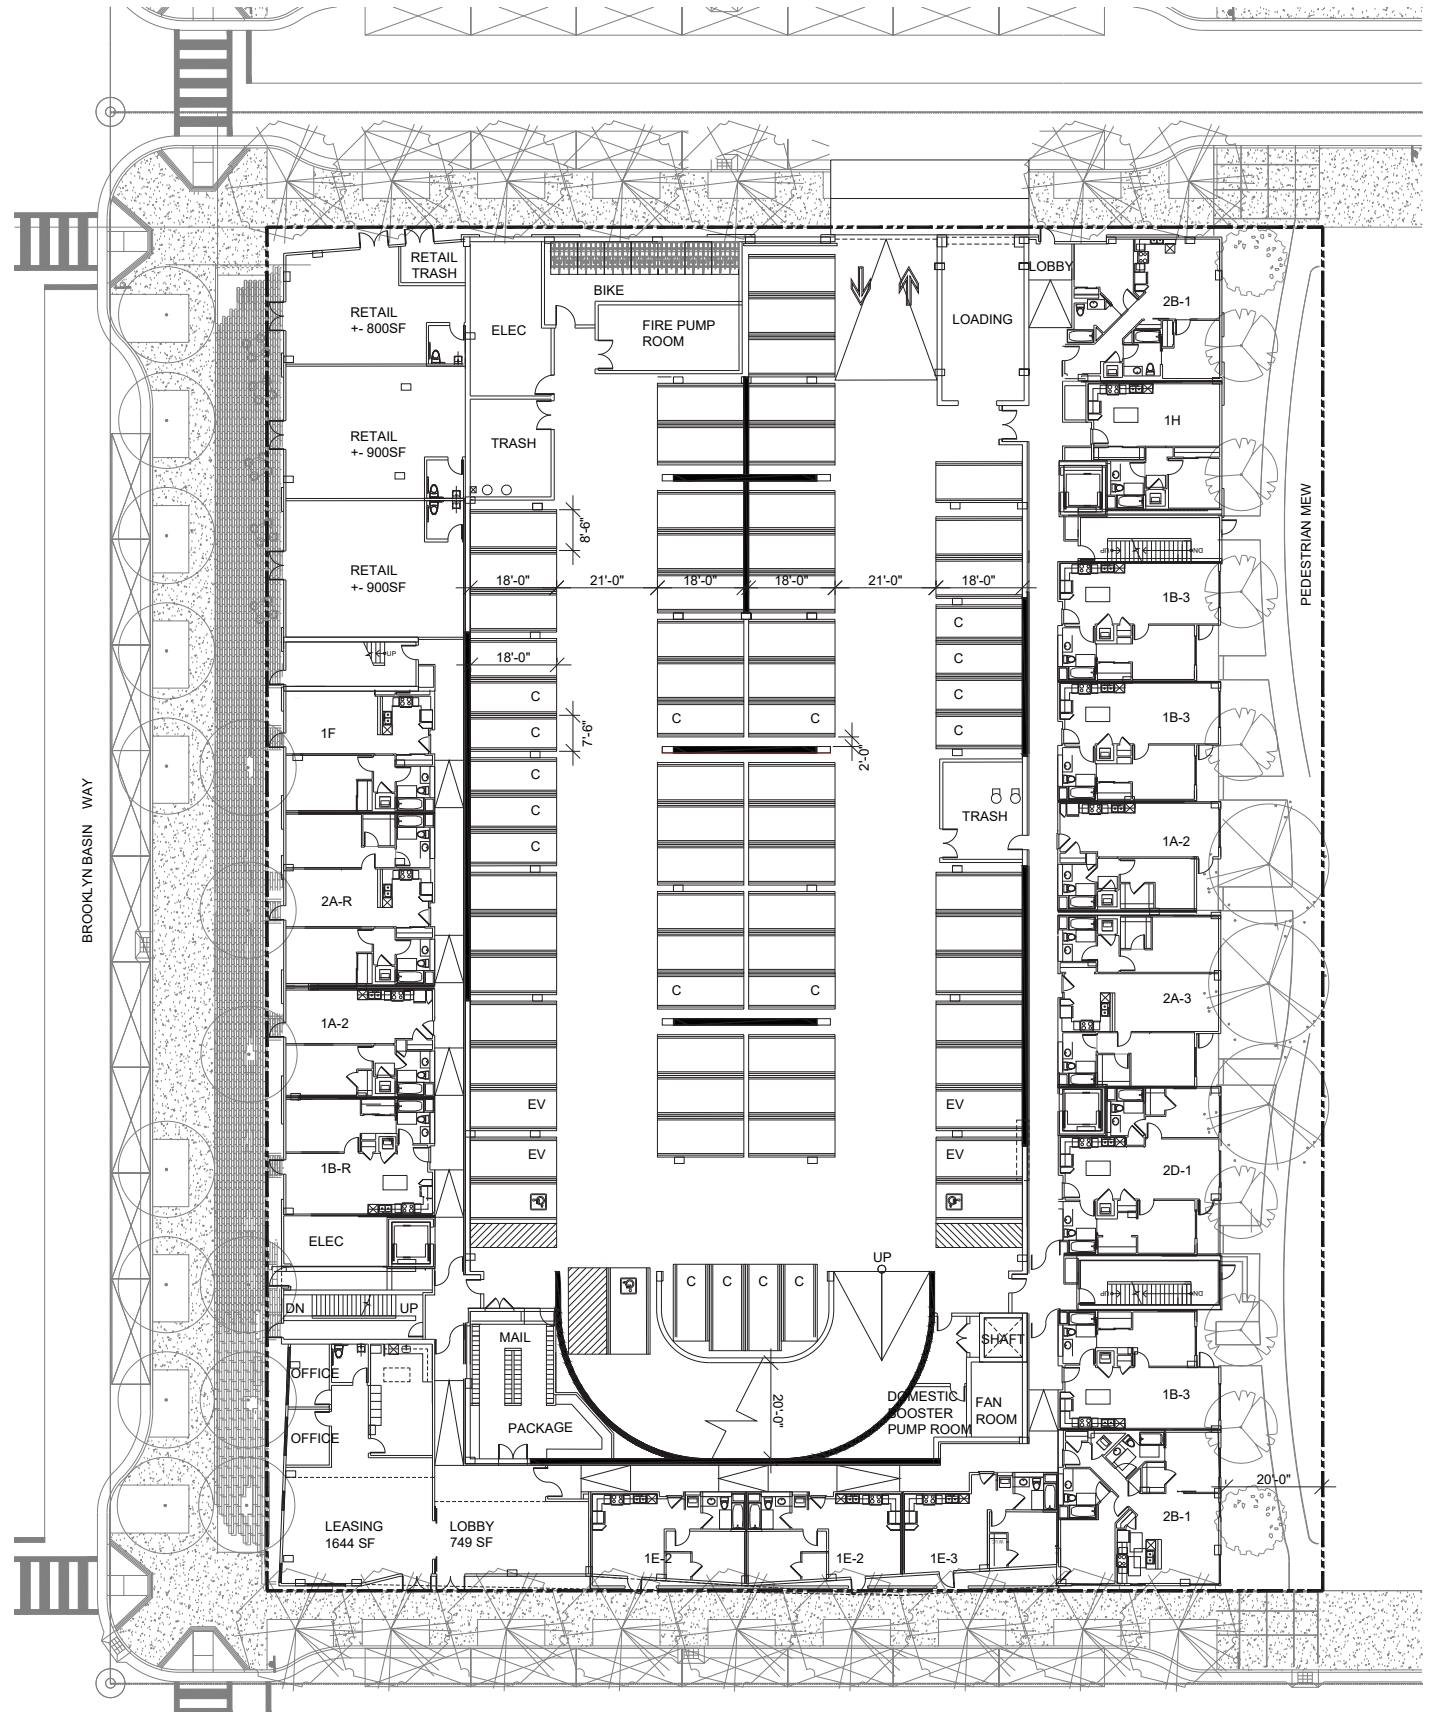 RETAIL
TRASH
LOBBY
BIKE
2B-1
RETAIL
+- 800SF
ELEC
FIRE PUMP
ROOM
LOADING
1H
RETAIL
+- 900SF
TRASH
PEDESTRIAN MEW
8'-6"
UP
DN
RETAIL
+- 900SF
18'-0"
21'-0"
18'-0"
18'-0"
21'-0"
18'-0"
1B-3
C
UP
18'-0"
C
C
C
1F
C
C
7'-6"
C
C
C
1B-3
2'-0"
C
C
C
TRASH
1A-2
BROOKLYN BASIN WAY
2A-R
C
C
2A-3
1A-2
EV
EV
EV
EV
1B-R
2D-1
ELEC
UP
DN
UP
C
C
C
C
UP
DN
MAIL
SHAFT
OFFICE
OFFICE
PACKAGE
20'-0"
DOMESTIC
BOOSTER
PUMP ROOM
FAN
ROOM
1B-3
20'-0"
LEASING
1644 SF
LOBBY
749 SF
1E-2
1E-2
1E-3
2B-1